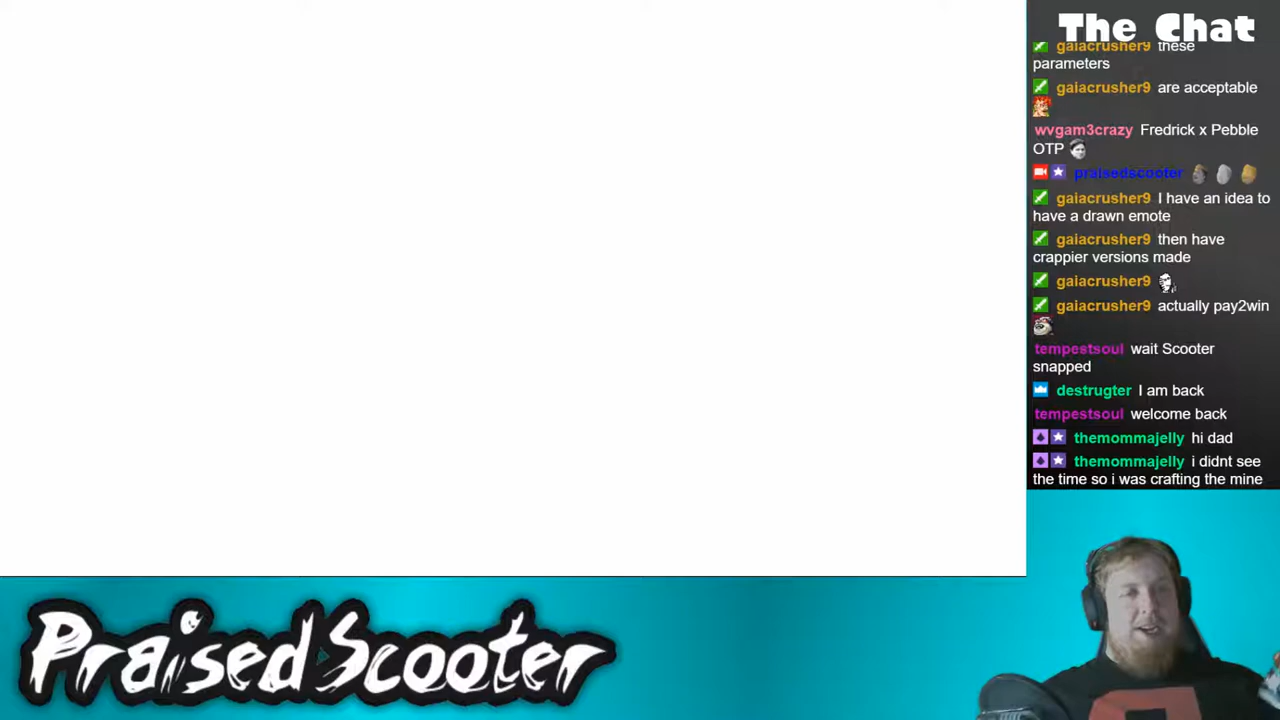 The Chat
gaiacrusher9 these
parameters
gaiacrusher9 are acceptable
wvgam3crazy Fredrick x Pebble
OTP
praisedscooter
gaiacrusher9 I have an idea to
have a drawn emote
gaiacrusher9 then have
crappier versions made
gaiacrusher9
gaiacrusher9 actually pay2win
tempestsoul wait Scooter
snapped
destrugter I am back
tempestsoul welcome back
themommajelly hi dad
themommajelly i didnt see
the time so i was crafting the mine
PraisedScooter